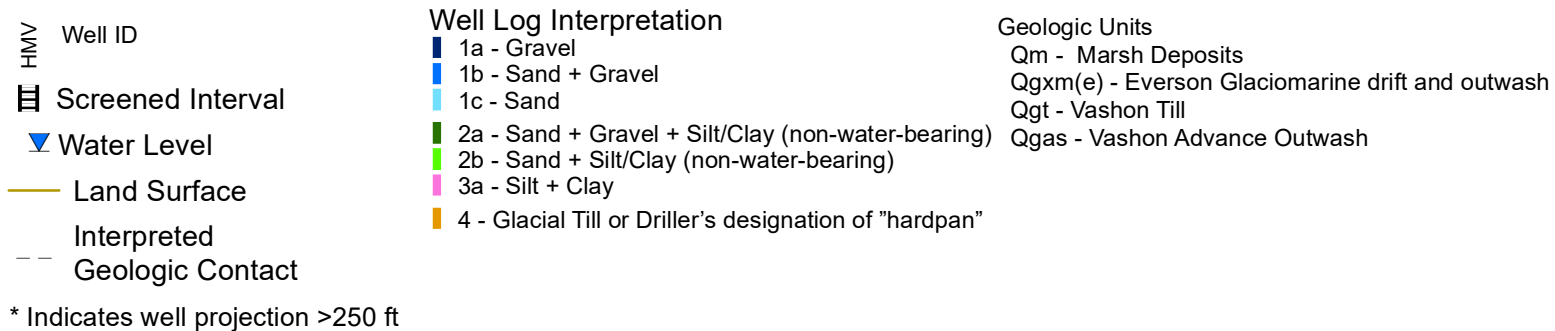 HMV Well ID
Screened Interval
Water Level
Land Surface
Interpreted
Geologic Contact
* Indicates well projection >250 ft
Well Log Interpretation
1a - Gravel
1b - Sand + Gravel
1c - Sand
2a - Sand + Gravel + Silt/Clay (non-water-bearing)
2b - Sand + Silt/Clay (non-water-bearing)
3a - Silt + Clay
4 - Glacial Till or Driller’s designation of ”hardpan”
Geologic Units
Qm - Marsh Deposits
Qgxm(e) - Everson Glaciomarine drift and outwash
Qgt - Vashon Till
Qgas - Vashon Advance Outwash